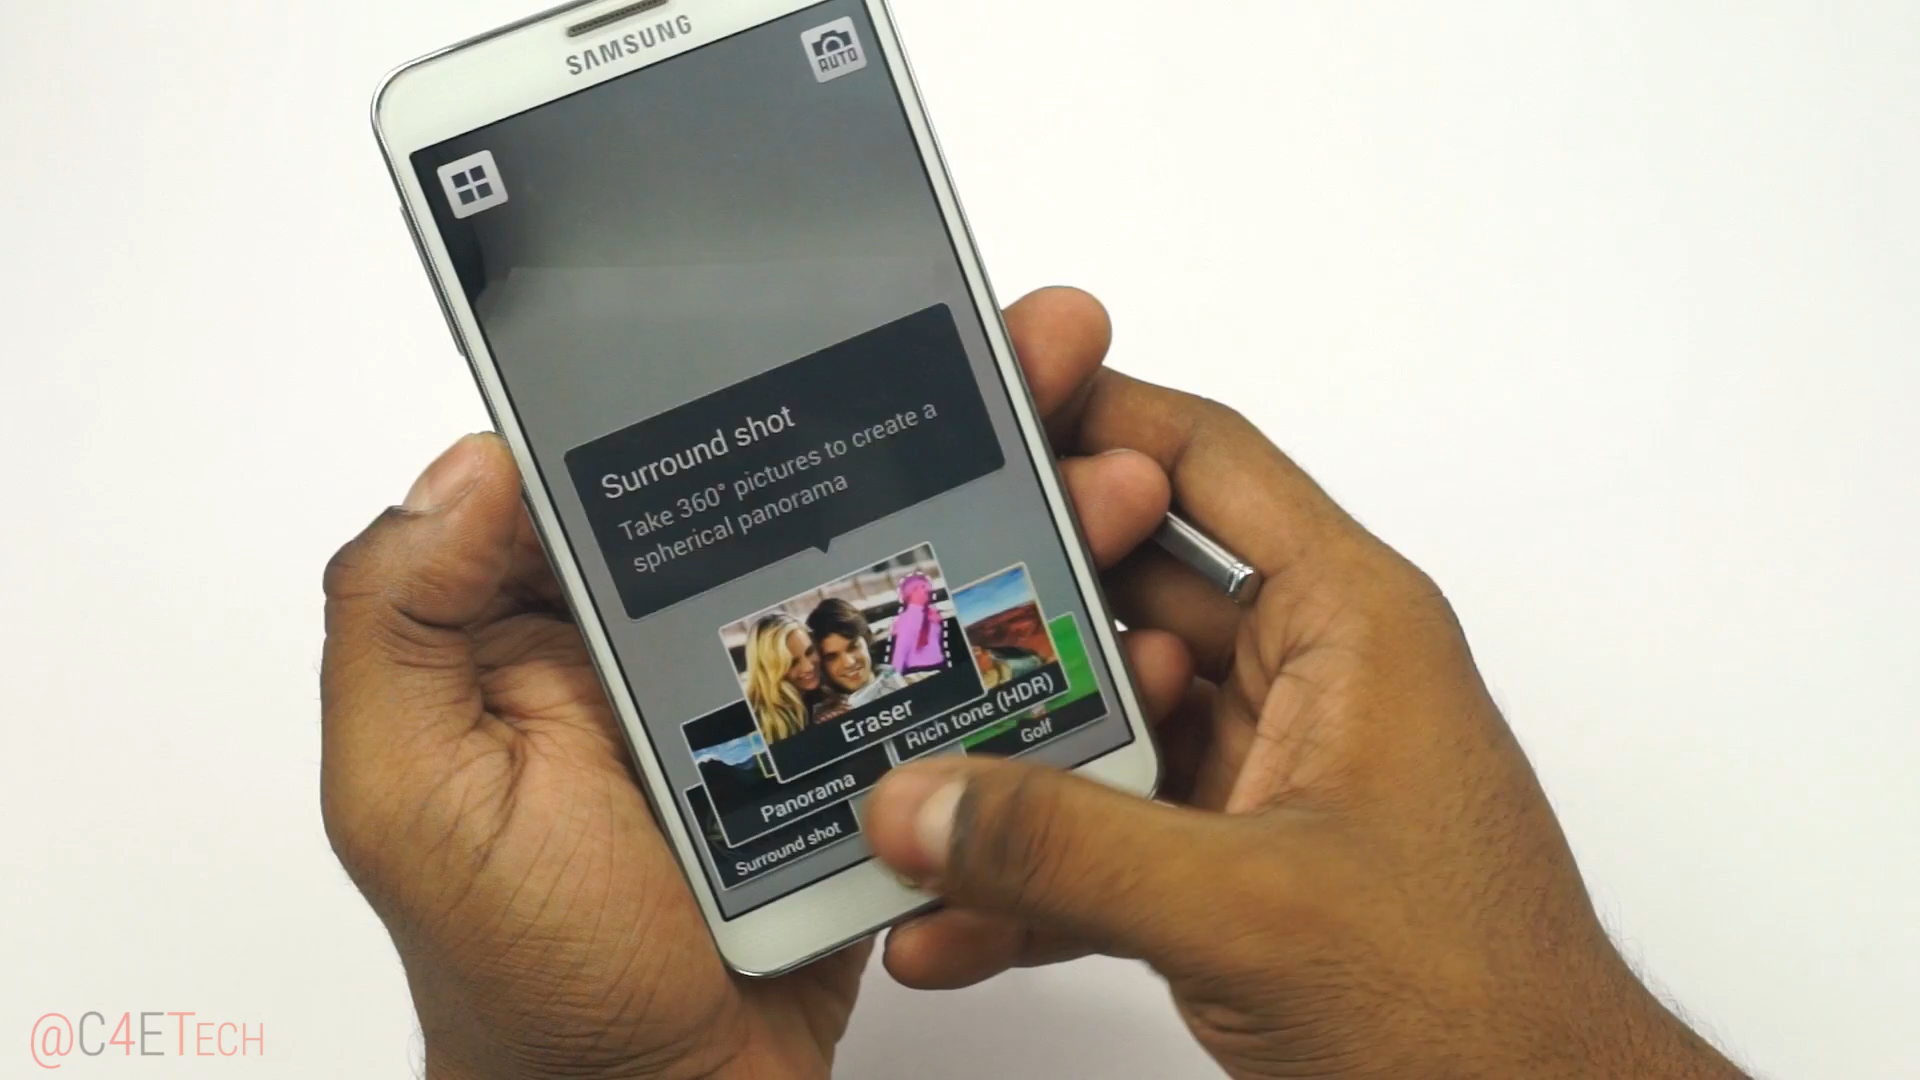 SAMSUNG
AUTO
Surround shot
Take 360° pictures to create a
spherical panorama
Eraser
Rich tone (HDR)
Golf
Panorama
Surround shot
@C4ETECH